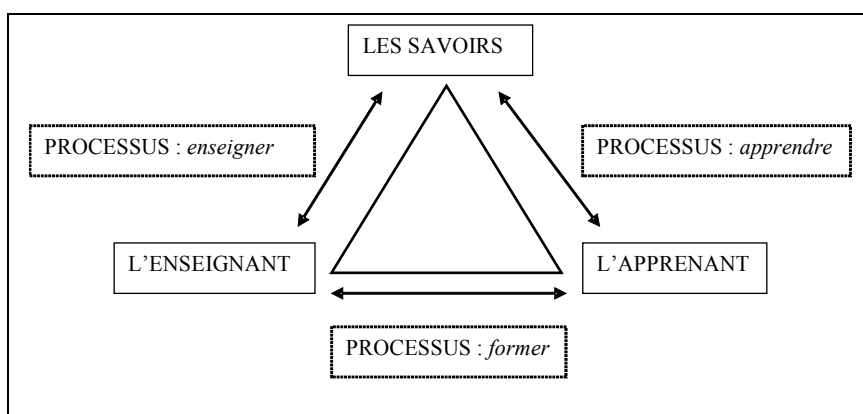 LES SAVOIRS
PROCESSUS : enseigner
PROCESSUS : apprendre
L’ENSEIGNANT
L’APPRENANT
PROCESSUS : former